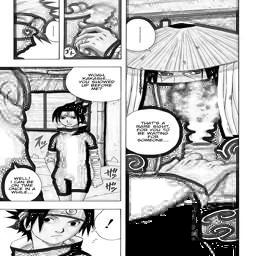 WOAH,
KAKASHI...
YOU SHOWED
UP BEFORE
ME?
THAT'S A
RARE SIGHT,
FOR YOU TO
BE WAITING
FOR
SOMEONE...
WELL!
I CAN BE
ON TIME
ONCE IN A
WHILE...
!